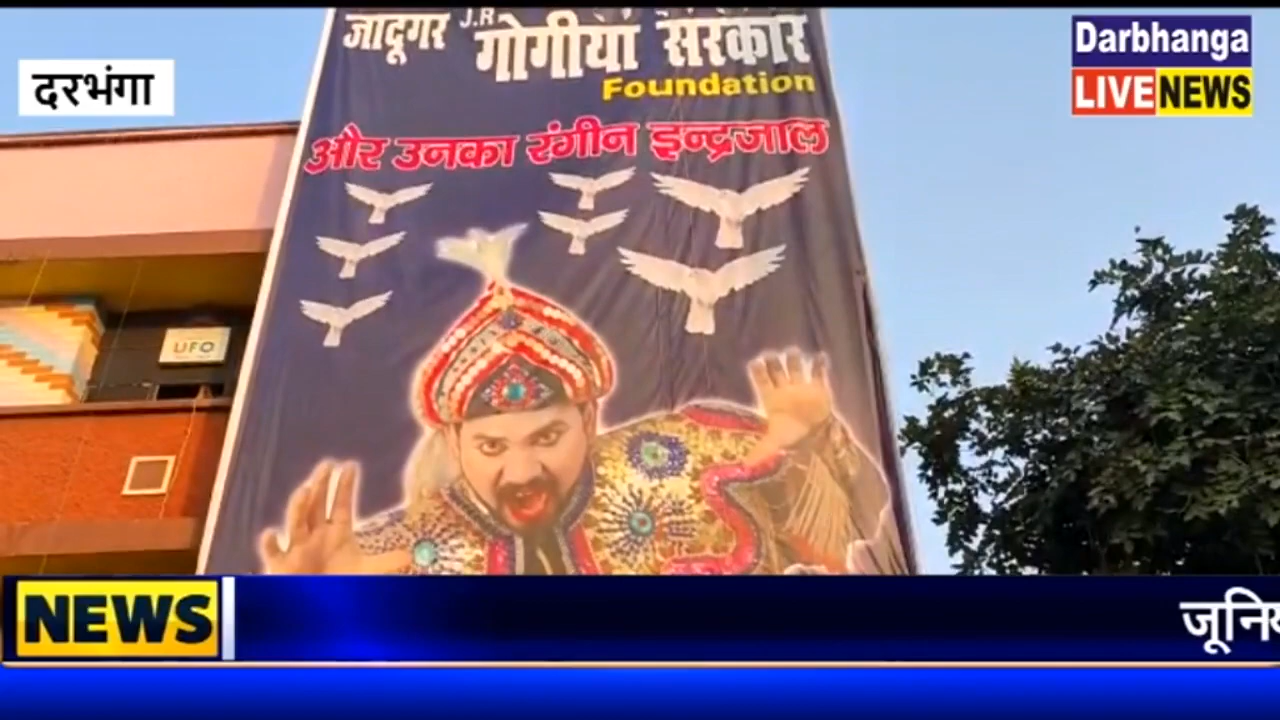 जादूगर J.R गोगीया सरकार
Foundation
और उनका रंगीन इन्द्रजाल
दरभंगा
Darbhanga
LIVE NEWS
UFO
NEWS